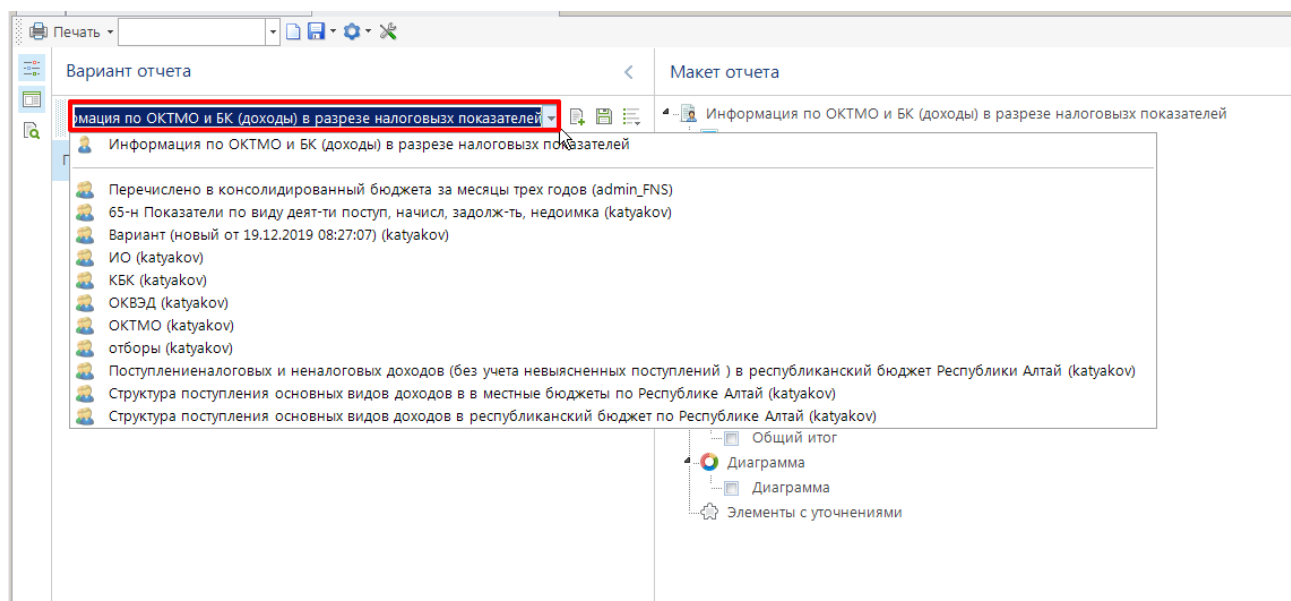 Печать
Вариант отчета
Макет отчета
рмация по ОКТМО и БК (доходы) в разрезе налоговызх показателей
Информация по ОКТМО и БК (доходы) в разрезе налоговызх показателей
Информация по ОКТМО и БК (доходы) в разрезе налоговызх показателей
Перечислено в консолидированный бюджета за месяцы трех годов (admin_FNS)
65-н Показатели по виду деят-ти поступ, начисл, задолж-ть, недоимка (katyakov)
Вариант (новый от 19.12.2019 08:27:07) (katyakov)
ИО (katyakov)
КБК (katyakov)
ОКВЭД (katyakov)
ОКТМО (katyakov)
отборы (katyakov)
Поступлениеналоговых и неналоговых доходов (без учета невыясненных поступлений ) в республиканский бюджет Республики Алтай (katyakov)
Структура поступления основных видов доходов в в местные бюджеты по Республике Алтай (katyakov)
Структура поступления основных видов доходов в республиканский бюджет по Республике Алтай (katyakov)
Общий итог
Диаграмма
Диаграмма
Элементы с уточнениями